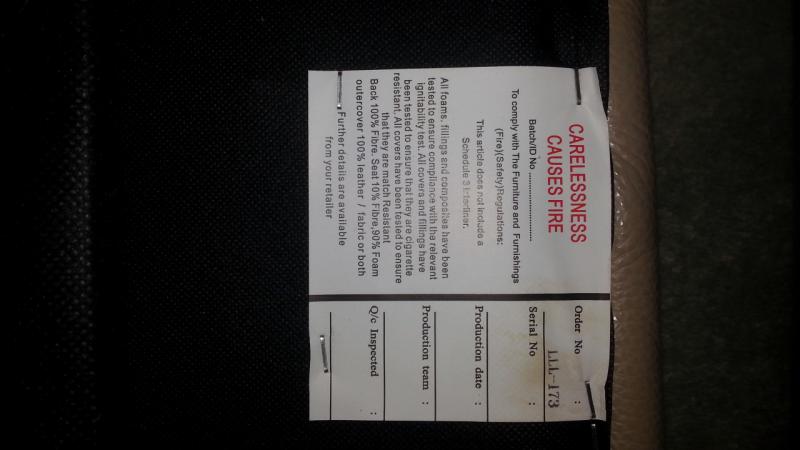 CARELESSNESS
CAUSES FIRE
Batch/ID No ........................
To comply with The Furniture and Furnishings
(Fire)(Safety)Regulations:
This article does not include a
Schedule 3 Interliner.
All foams, fillings and composites have been
tested to ensure compliance with the relevant
ignitability test. All covers and fillings have
been tested to ensure that they are cigarette
resistant. All covers have been tested to ensure
that they are match Resistant
Back 100% Fibre. Seat 10% Fibre,90% Foam
outercover 100% leather / fabric or both
Further details are available
from your retailer
Order No : LLL-173
Serial No :
Production date :
Production team :
Q/c Inspected :